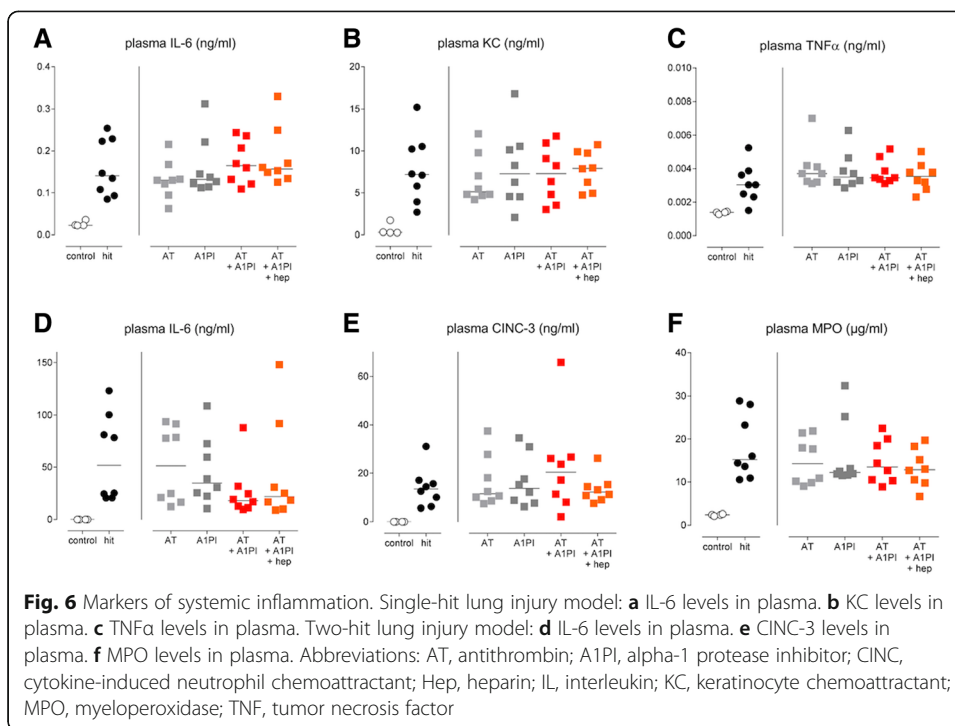 A
plasma IL-6 (ng/ml)
0.4
0.3
0.2
0.1
0.0
control hit AT A1PI AT + A1PI AT + A1PI + hep
B
plasma KC (ng/ml)
20
15
10
5
0
control hit AT A1PI AT + A1PI AT + A1PI + hep
C
plasma TNFα (ng/ml)
0.010
0.008
0.006
0.004
0.002
0.000
control hit AT A1PI AT + A1PI AT + A1PI + hep
D
plasma IL-6 (ng/ml)
150
100
50
0
control hit AT A1PI AT + A1PI AT + A1PI + hep
E
plasma CINC-3 (ng/ml)
80
60
40
20
0
control hit AT A1PI AT + A1PI AT + A1PI + hep
F
plasma MPO (µg/ml)
40
30
20
10
0
control hit AT A1PI AT + A1PI AT + A1PI + hep
Fig. 6 Markers of systemic inflammation. Single-hit lung injury model: a IL-6 levels in plasma. b KC levels in
plasma. c TNFα levels in plasma. Two-hit lung injury model: d IL-6 levels in plasma. e CINC-3 levels in
plasma. f MPO levels in plasma. Abbreviations: AT, antithrombin; A1PI, alpha-1 protease inhibitor; CINC,
cytokine-induced neutrophil chemoattractant; Hep, heparin; IL, interleukin; KC, keratinocyte chemoattractant;
MPO, myeloperoxidase; TNF, tumor necrosis factor